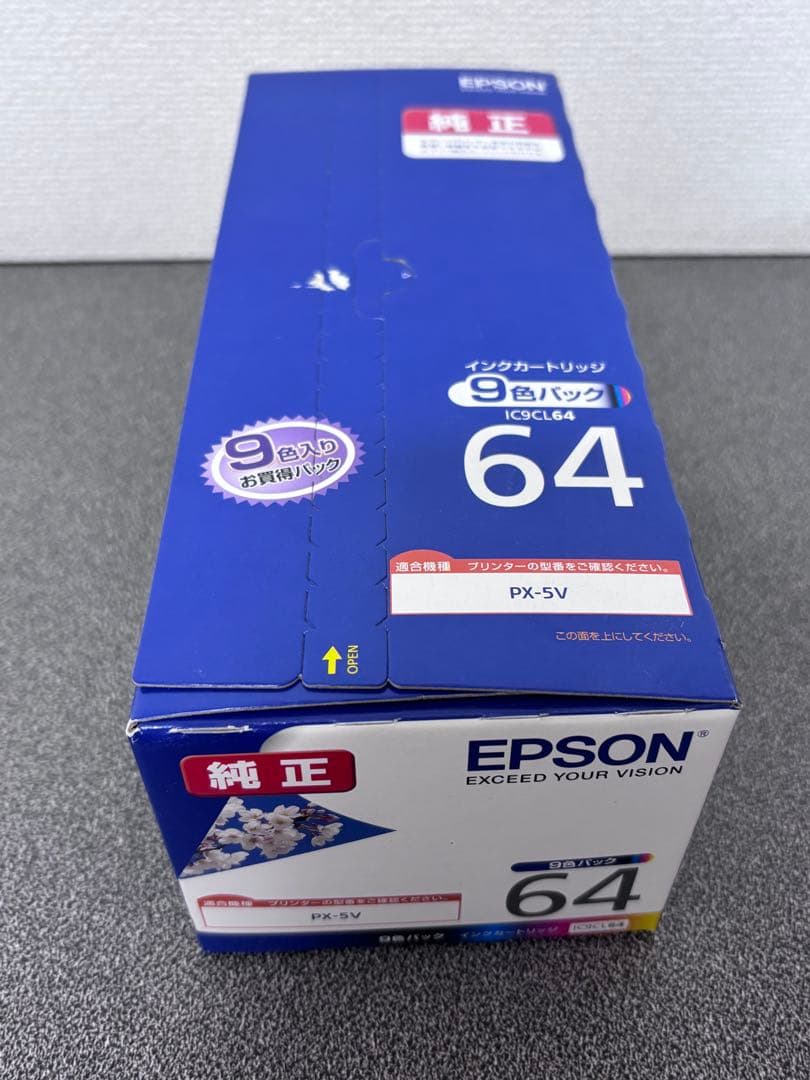 EPSON
純正
インクカートリッジ
9色パック
IC9CL64
64
9色入り
お買得パック
適合機種 プリンターの型番をご確認ください。
PX-5V
この面を上にしてください。
OPEN
純正
EPSON®
EXCEED YOUR VISION
9色パック
64
適合機種 プリンターの型番をご確認ください。
PX-5V
9色パック インクカートリッジ IC9CL64